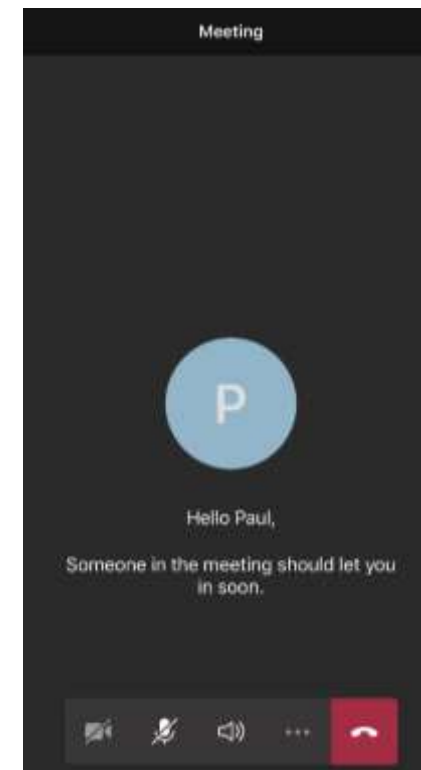 Meeting
P
Hello Paul,
Someone in the meeting should let you
in soon.